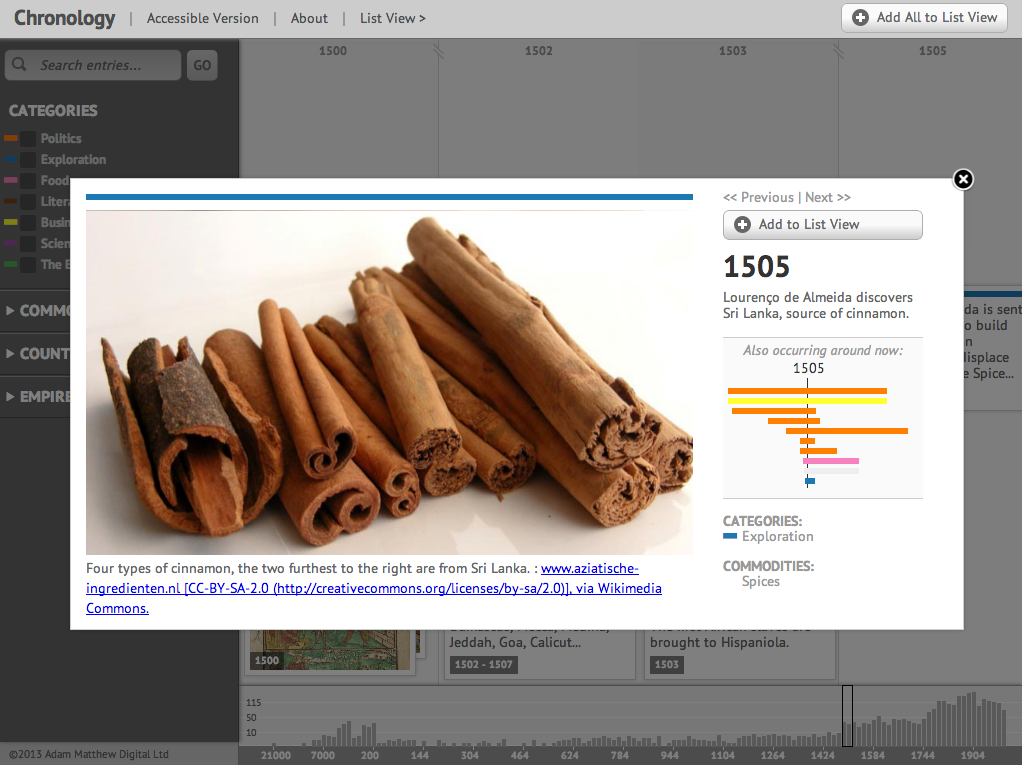 Chronology | Accessible Version | About | List View >
Add All to List View
Search entries... GO
CATEGORIES
Politics
Exploration
Food
Litera
Busin
Scien
The E
COMMO
COUNT
EMPIRE
1500 1502 1503 1505
<< Previous | Next >>
Add to List View
1505
Lourenço de Almeida discovers
Sri Lanka, source of cinnamon.
Also occurring around now:
1505
CATEGORIES:
Exploration
COMMODITIES:
Spices
Four types of cinnamon, the two furthest to the right are from Sri Lanka. : www.aziatische-
ingredienten.nl [CC-BY-SA-2.0 (http://creativecommons.org/licenses/by-sa/2.0)], via Wikimedia
Commons.
da is sent
o build
n
displace
e Spice...
1500
Jeddah, Goa, Calicut...
1502 - 1507
brought to Hispaniola.
1503
115
50
10
21000 7000 200 144 304 464 624 784 944 1104 1264 1424 1584 1744 1904
©2013 Adam Matthew Digital Ltd